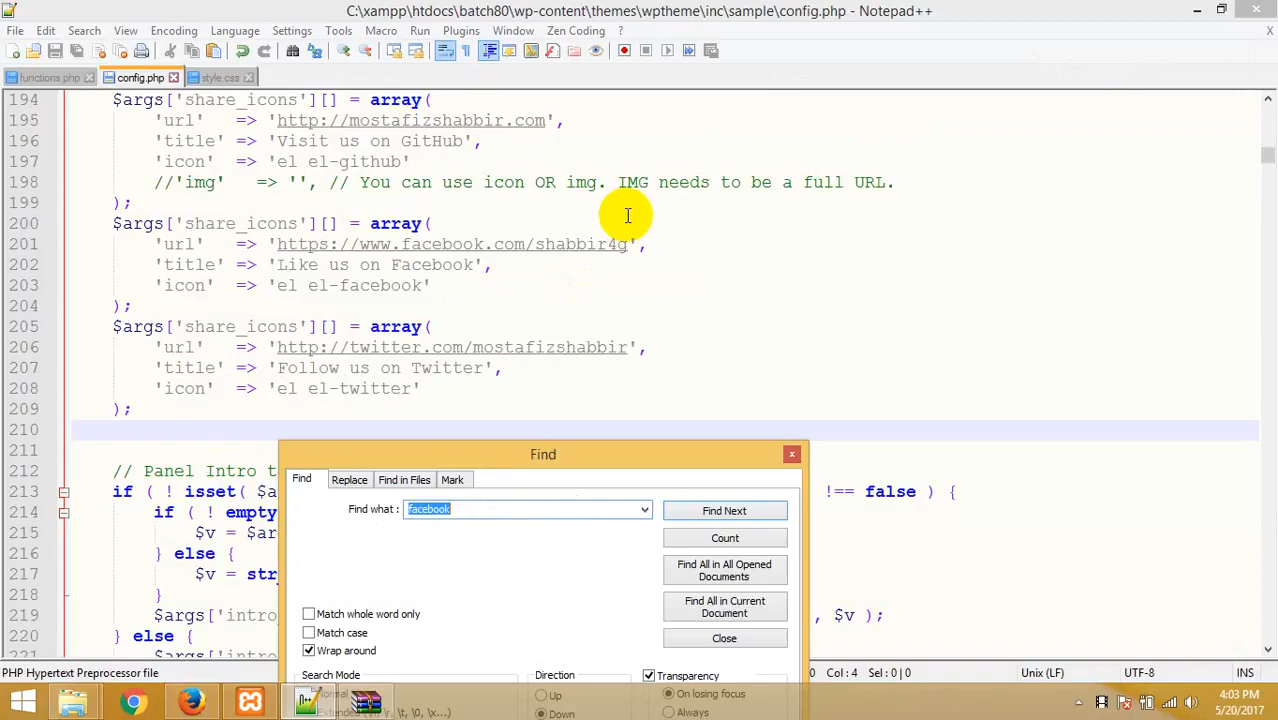 C:\xampp\htdocs\batch80\wp-content\themes\wptheme\inc\sample\config.php - Notepad++
File Edit Search View Encoding Language Settings Tools Macro Run Plugins Window Zen Coding ? X
functions.php config.php style.css
194 $args['share_icons'][] = array(
195 'url' => 'http://mostafizshabbir.com',
196 'title' => 'Visit us on GitHub',
197 'icon' => 'el el-github'
198 //'img' => '', // You can use icon OR img. IMG needs to be a full URL.
199 );
200 $args['share_icons'][] = array(
201 'url' => 'https://www.facebook.com/shabbir4g',
202 'title' => 'Like us on Facebook',
203 'icon' => 'el el-facebook'
204 );
205 $args['share_icons'][] = array(
206 'url' => 'http://twitter.com/mostafizshabbir',
207 'title' => 'Follow us on Twitter',
208 'icon' => 'el el-twitter'
209 );
210
211
212 // Panel Intro t
213 if ( ! isset( $a !== false ) {
214 if ( ! empty
215 $v = $ar
216 } else {
217 $v = str
218 }
219 $args['intro , $v );
220 } else {
221 $args['intro
Find
Find Replace Find in Files Mark
Find what : facebook
Find Next
Count
Find All in All Opened Documents
Find All in Current Document
Close
Match whole word only
Match case
Wrap around
Search Mode
Normal
Extended (\n, \r, \t, \0, \x...)
Direction
Up
Down
Transparency
On losing focus
Always
PHP Hypertext Preprocessor file Col : 4 Sel : 0 | 0 Unix (LF) UTF-8 INS
4:03 PM
5/20/2017